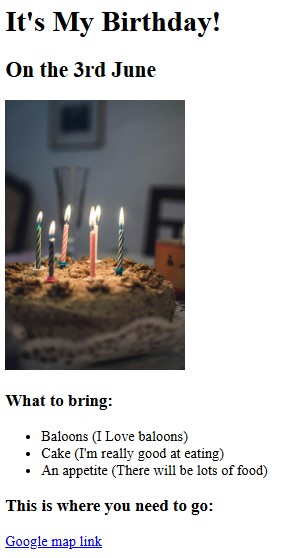 It's My Birthday!
On the 3rd June
What to bring:
Baloons (I Love baloons)
Cake (I'm really good at eating)
An appetite (There will be lots of food)
This is where you need to go:
Google map link